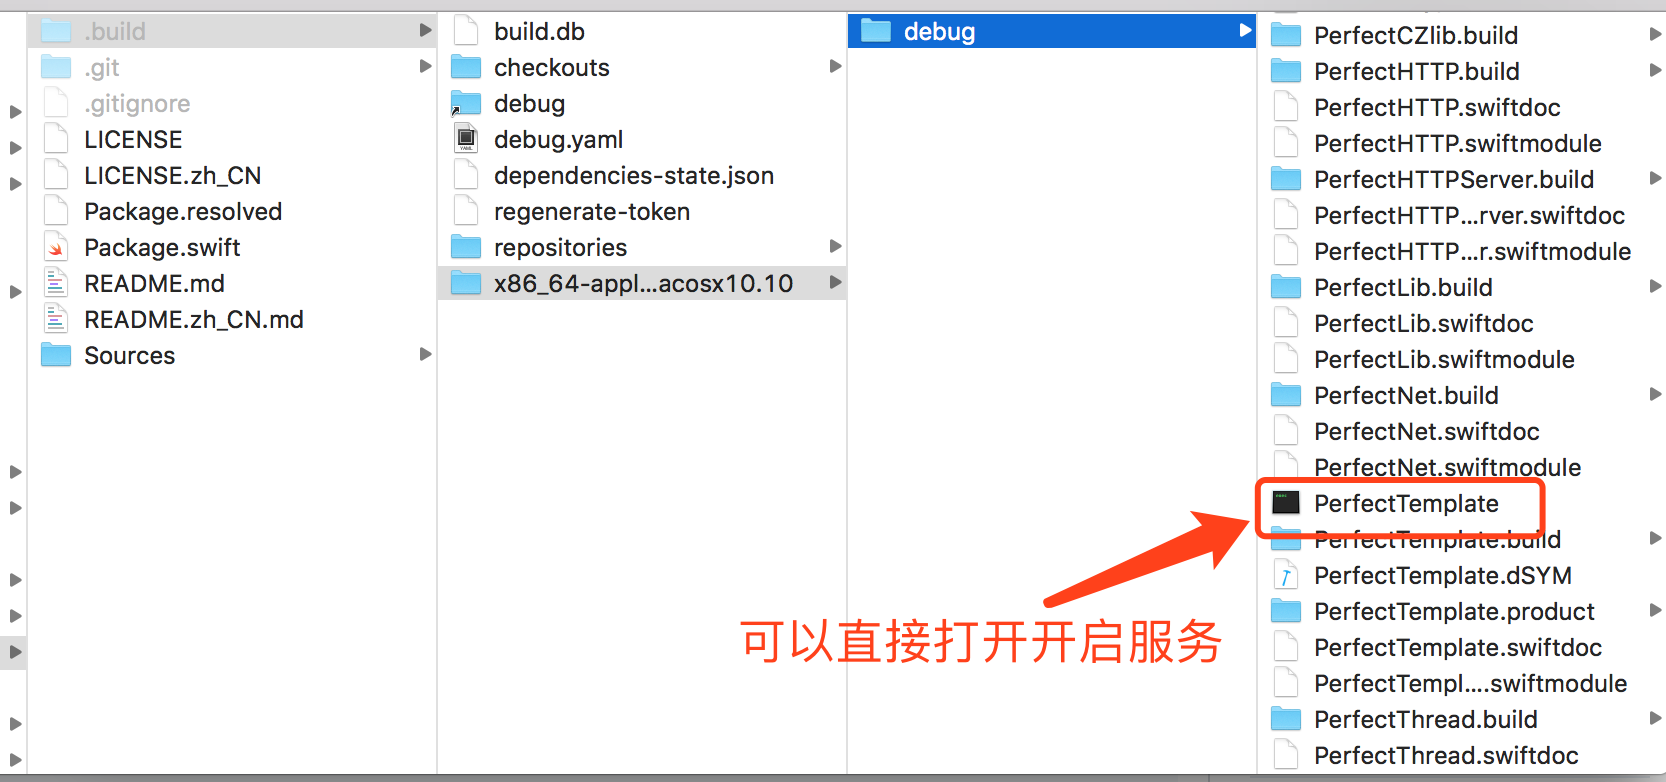 .build
.git
.gitignore
LICENSE
LICENSE.zh_CN
Package.resolved
Package.swift
README.md
README.zh_CN.md
Sources
build.db
checkouts
debug
debug.yaml
dependencies-state.json
regenerate-token
repositories
x86_64-appl...acosx10.10
debug
PerfectCZlib.build
PerfectHTTP.build
PerfectHTTP.swiftdoc
PerfectHTTP.swiftmodule
PerfectHTTPServer.build
PerfectHTTP...rver.swiftdoc
PerfectHTTP...r.swiftmodule
PerfectLib.build
PerfectLib.swiftdoc
PerfectLib.swiftmodule
PerfectNet.build
PerfectNet.swiftdoc
PerfectNet.swiftmodule
PerfectTemplate
PerfectTemplate.build
PerfectTemplate.dSYM
PerfectTemplate.product
PerfectTemplate.swiftdoc
PerfectTempl....swiftmodule
PerfectThread.build
PerfectThread.swiftdoc
可以直接打开开启服务